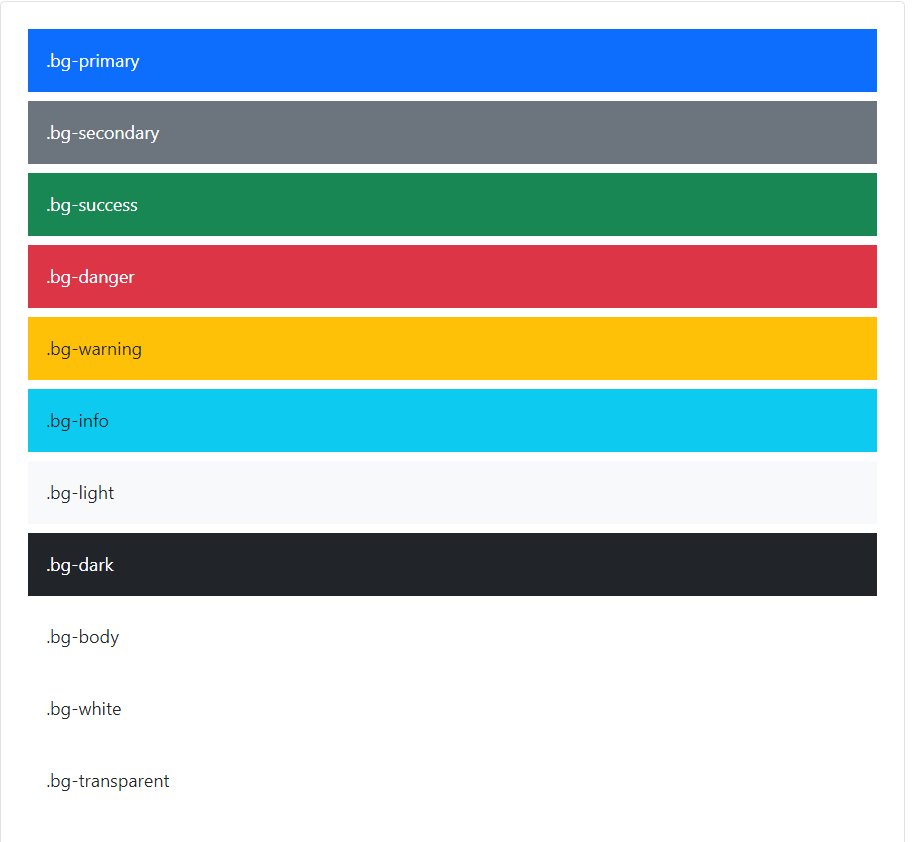 .bg-primary
.bg-secondary
.bg-success
.bg-danger
.bg-warning
.bg-info
.bg-light
.bg-dark
.bg-body
.bg-white
.bg-transparent